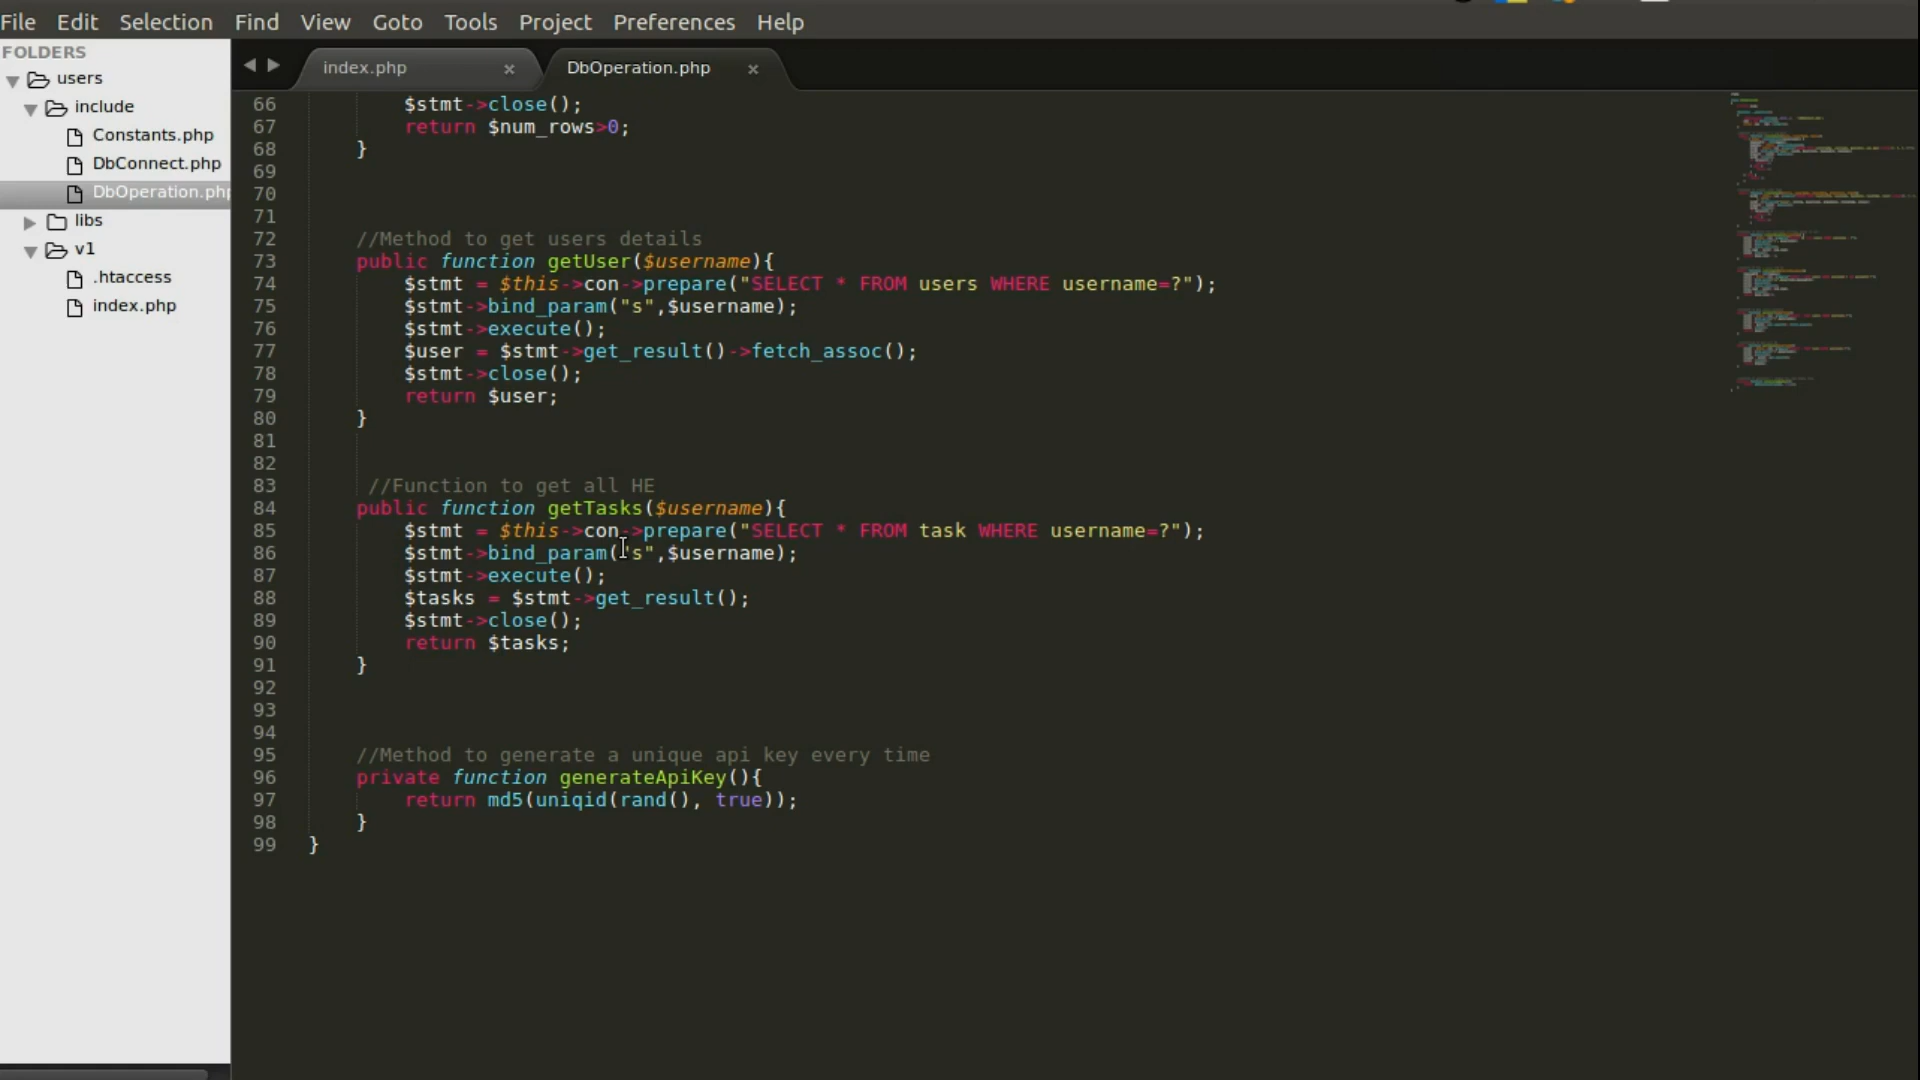 File Edit Selection Find View Goto Tools Project Preferences Help
FOLDERS
users
include
Constants.php
DbConnect.php
DbOperation.php
libs
v1
.htaccess
index.php
index.php × DbOperation.php ×
66 $stmt->close();
67 return $num_rows>0;
68 }
69
70
71
72 //Method to get users details
73 public function getUser($username){
74 $stmt = $this->con->prepare("SELECT * FROM users WHERE username=?");
75 $stmt->bind_param("s",$username);
76 $stmt->execute();
77 $user = $stmt->get_result()->fetch_assoc();
78 $stmt->close();
79 return $user;
80 }
81
82
83 //Function to get all HE
84 public function getTasks($username){
85 $stmt = $this->con->prepare("SELECT * FROM task WHERE username=?");
86 $stmt->bind_param("s",$username);
87 $stmt->execute();
88 $tasks = $stmt->get_result();
89 $stmt->close();
90 return $tasks;
91 }
92
93
94
95 //Method to generate a unique api key every time
96 private function generateApiKey(){
97 return md5(uniqid(rand(), true));
98 }
99 }